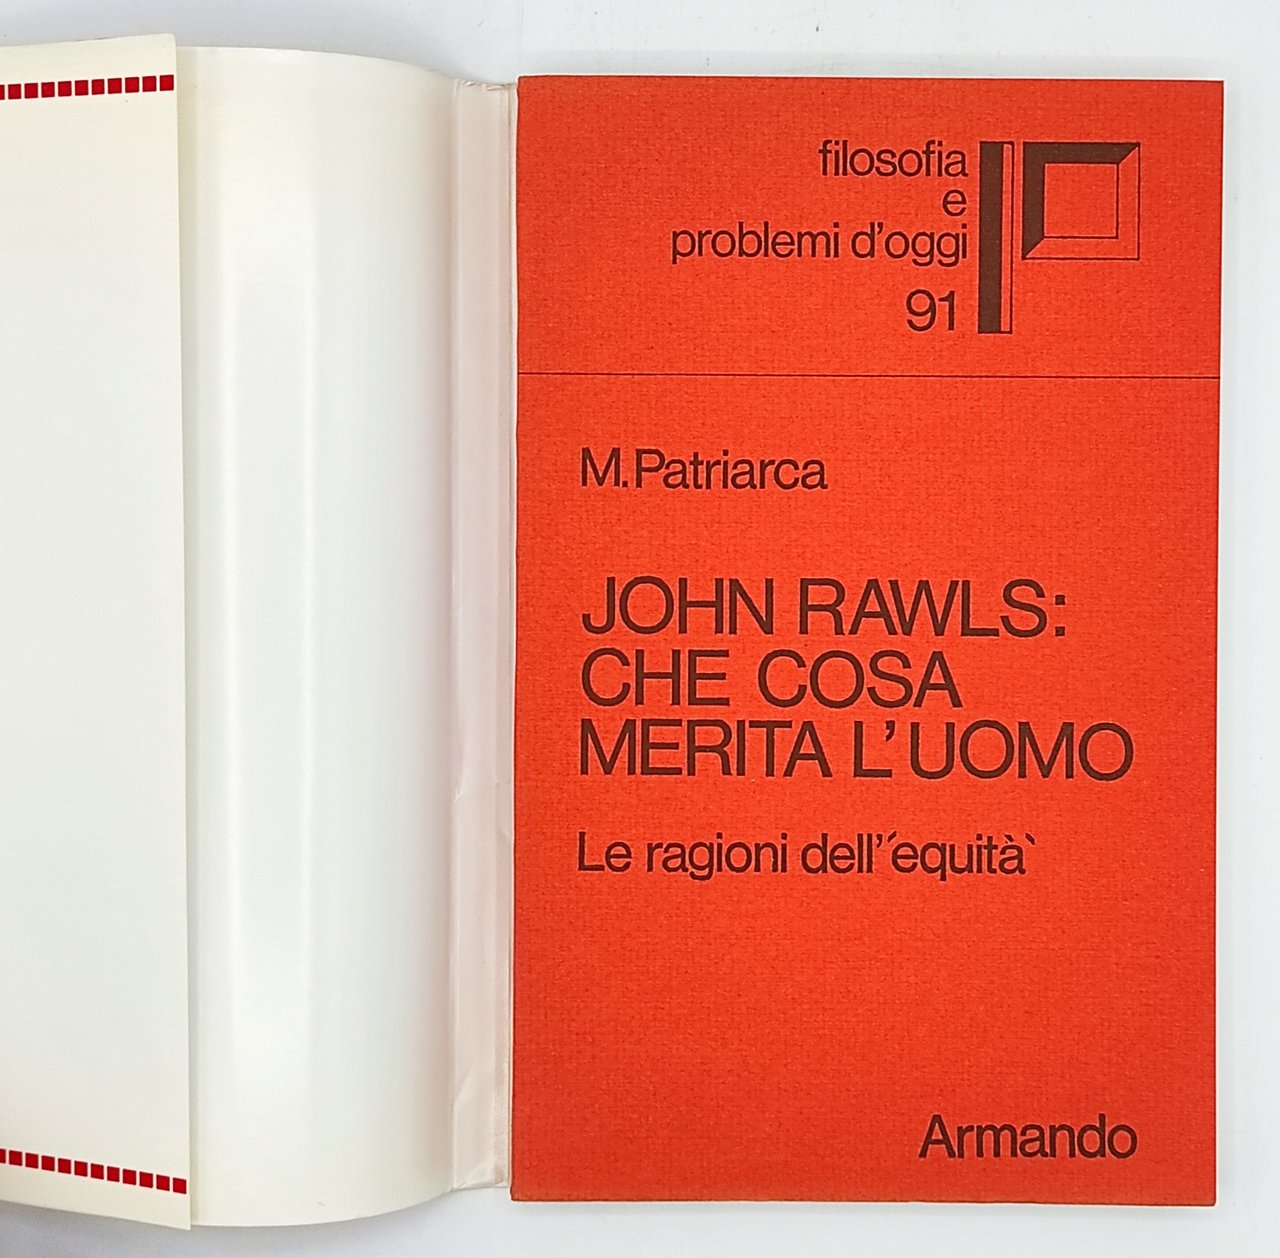 filosofia
e
problemi d'oggi
91
M. Patriarca
JOHN RAWLS:
CHE COSA
MERITA L'UOMO
Le ragioni dell'´equità`
Armando